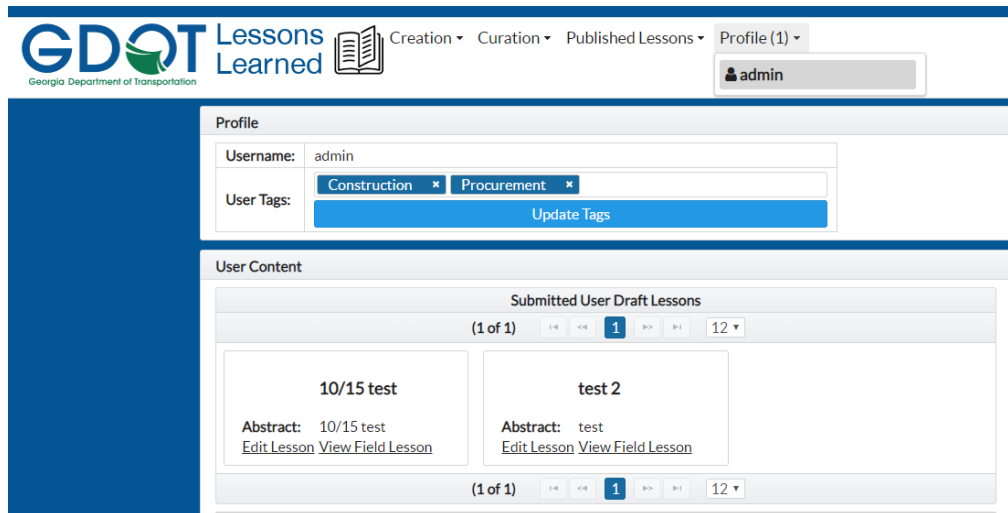 GDOT Lessons Learned Creation Curation Published Lessons Profile (1)
Georgia Department of Transportation
admin
Profile
Username: admin
User Tags: Construction × Procurement ×
Update Tags
User Content
Submitted User Draft Lessons
(1 of 1) 1 12
10/15 test
Abstract: 10/15 test
Edit Lesson View Field Lesson
test 2
Abstract: test
Edit Lesson View Field Lesson
(1 of 1) 1 12